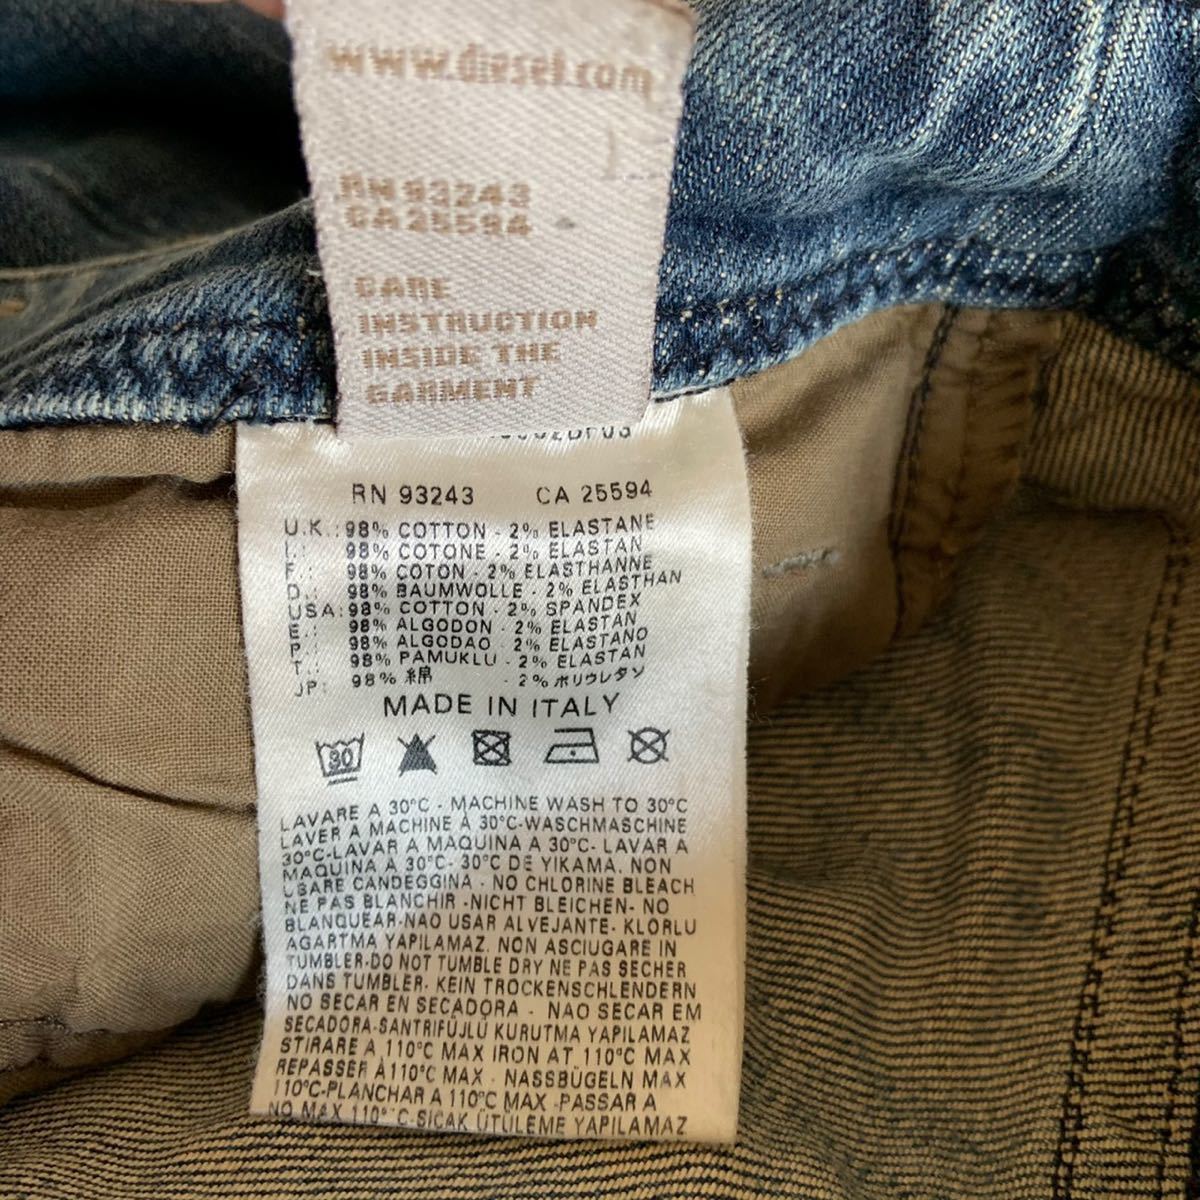 www.diesel.com
RN 93243
CA 25594
CARE
INSTRUCTION
INSIDE THE
GARMENT
RN 93243 CA 25594
U.K.: 98% COTTON - 2% ELASTANE
I.: 98% COTONE - 2% ELASTAN
F.: 98% COTON - 2% ELASTHANNE
D.: 98% BAUMWOLLE - 2% ELASTHAN
USA: 98% COTTON - 2% SPANDEX
E.: 98% ALGODON - 2% ELASTAN
P.: 98% ALGODAO - 2% ELASTANO
T.: 98% PAMUKLU - 2% ELASTAN
JP: 98% 綿 - 2% ポリウレタン
MADE IN ITALY
30
LAVARE A 30°C - MACHINE WASH TO 30°C
LAVER A MACHINE À 30°C-WASCHMASCHINE
30°C-LAVAR A MAQUINA A 30°C- LAVAR A
MAQUINA A 30°C- 30°C DE YIKAMA. NON
USARE CANDEGGINA - NO CHLORINE BLEACH
NE PAS BLANCHIR -NICHT BLEICHEN- NO
BLANQUEAR-NAO USAR ALVEJANTE- KLORLU
AGARTMA YAPILAMAZ. NON ASCIUGARE IN
TUMBLER-DO NOT TUMBLE DRY NE PAS SECHER
DANS TUMBLER- KEIN TROCKENSCHLENDERN
NO SECAR EN SECADORA - NAO SECAR EM
SECADORA-SANTRIFÜJLÜ KURUTMA YAPILAMAZ
STIRARE A 110°C MAX IRON AT 110°C MAX
REPASSER À110°C MAX - NASSBÜGELN MAX
110°C-PLANCHAR A 110°C MAX -PASSAR A
NO MAX 110°C-SICAK ÜTÜLEME YAPILAMAZ